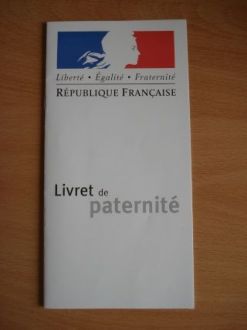 Liberté • Égalité • Fraternité
RÉPUBLIQUE FRANÇAISE
Livret de
paternité